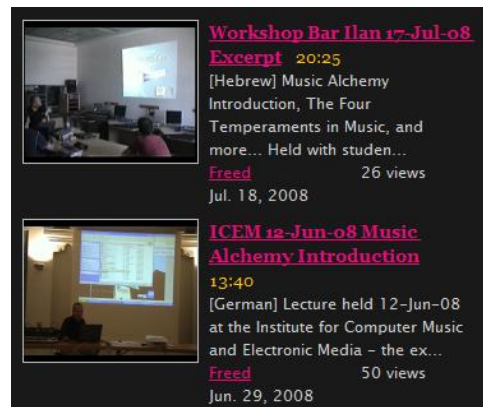 Workshop Bar Ilan 17-Jul-08
Excerpt 20:25
[Hebrew] Music Alchemy
Introduction, The Four
Temperaments in Music, and
more... Held with studen...
Freed 26 views
Jul. 18, 2008
ICEM 12-Jun-08 Music
Alchemy Introduction
13:40
[German] Lecture held 12-Jun-08
at the Institute for Computer Music
and Electronic Media - the ex...
Freed 50 views
Jun. 29, 2008